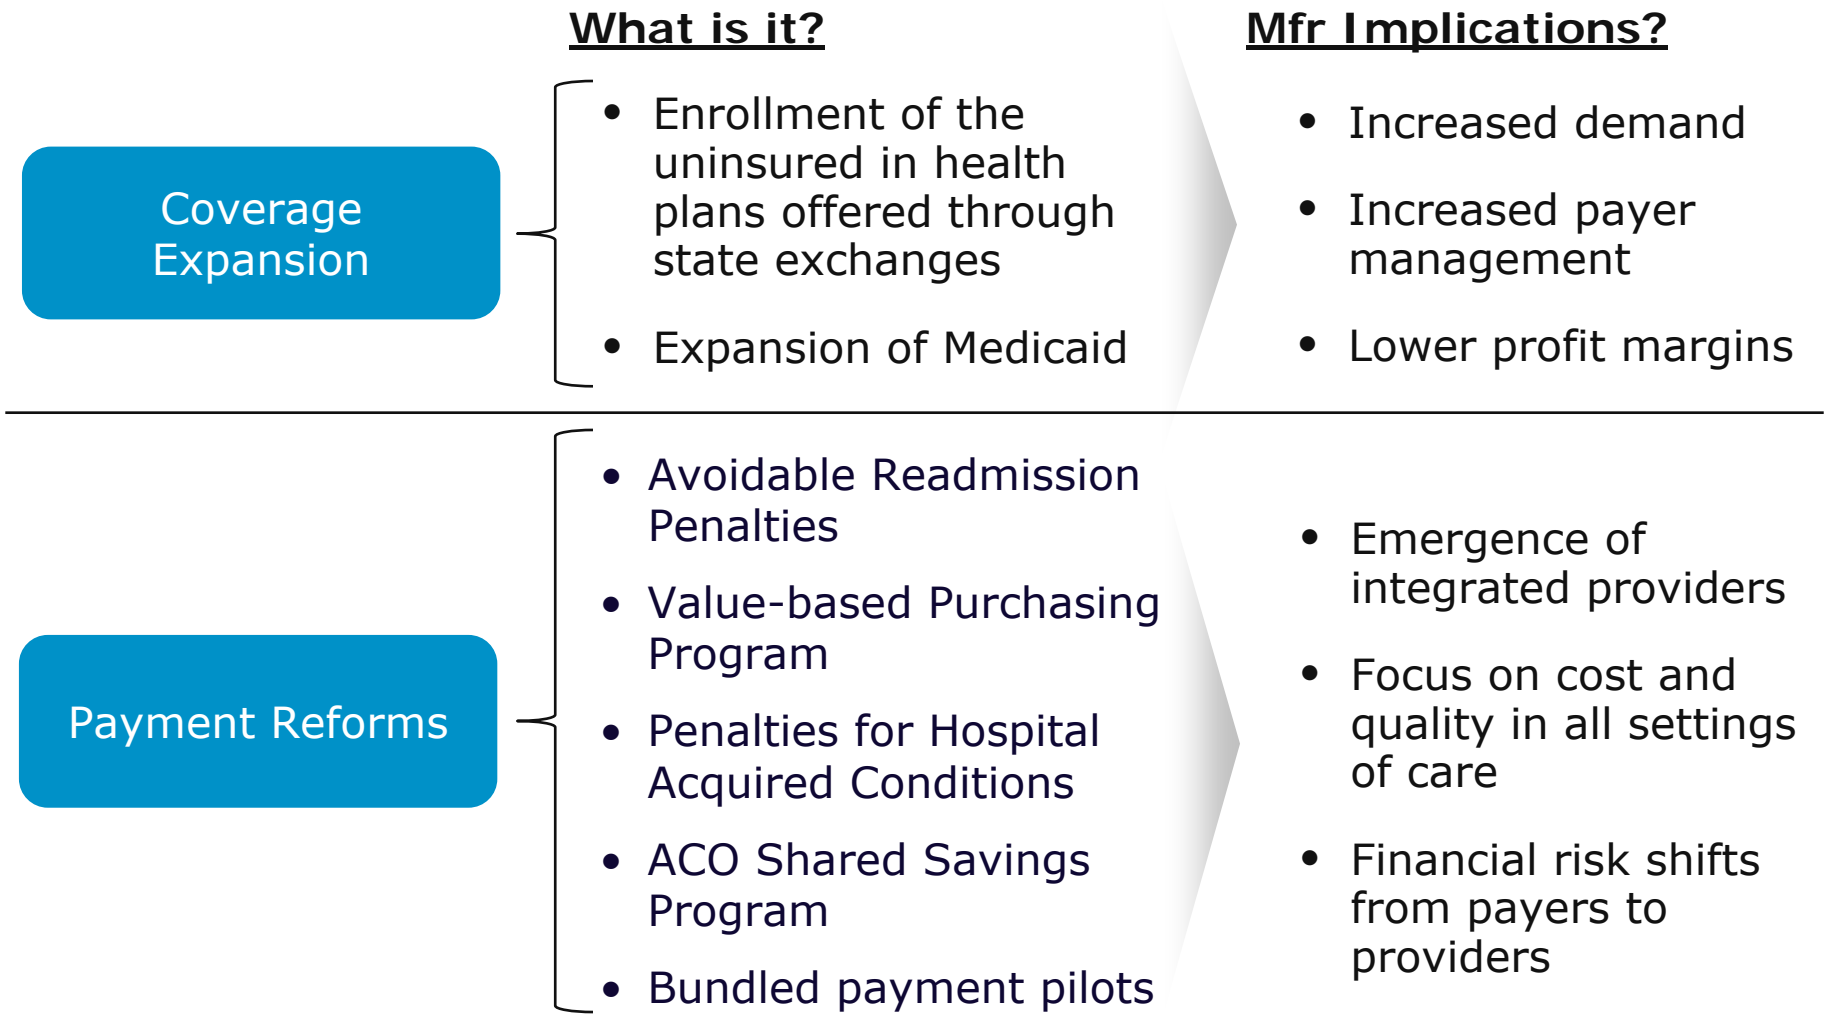 What is it?
Mfr Implications?
Coverage
Expansion
• Enrollment of the
uninsured in health
plans offered through
state exchanges
• Expansion of Medicaid
• Increased demand
• Increased payer
management
• Lower profit margins
Payment Reforms
• Avoidable Readmission
Penalties
• Value-based Purchasing
Program
• Penalties for Hospital
Acquired Conditions
• ACO Shared Savings
Program
• Bundled payment pilots
• Emergence of
integrated providers
• Focus on cost and
quality in all settings
of care
• Financial risk shifts
from payers to
providers